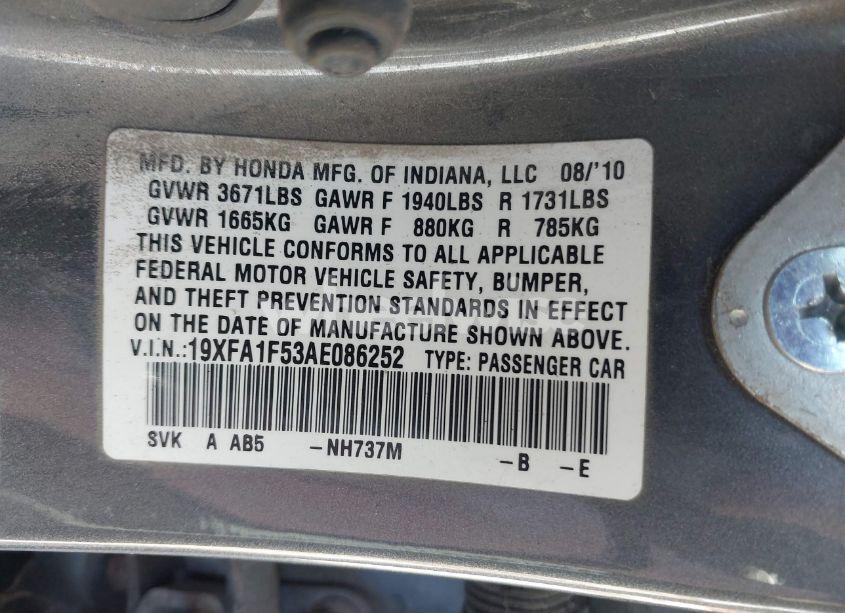 MFD. BY HONDA MFG. OF INDIANA, LLC 08/'10
GVWR 3671LBS GAWR F 1940LBS R 1731LBS
GVWR 1665KG GAWR F 880KG R 785KG
THIS VEHICLE CONFORMS TO ALL APPLICABLE
FEDERAL MOTOR VEHICLE SAFETY, BUMPER,
AND THEFT PREVENTION STANDARDS IN EFFECT
ON THE DATE OF MANUFACTURE SHOWN ABOVE.
V.I.N.:19XFA1F53AE086252 TYPE: PASSENGER CAR
SVK A AB5 -NH737M -B -E